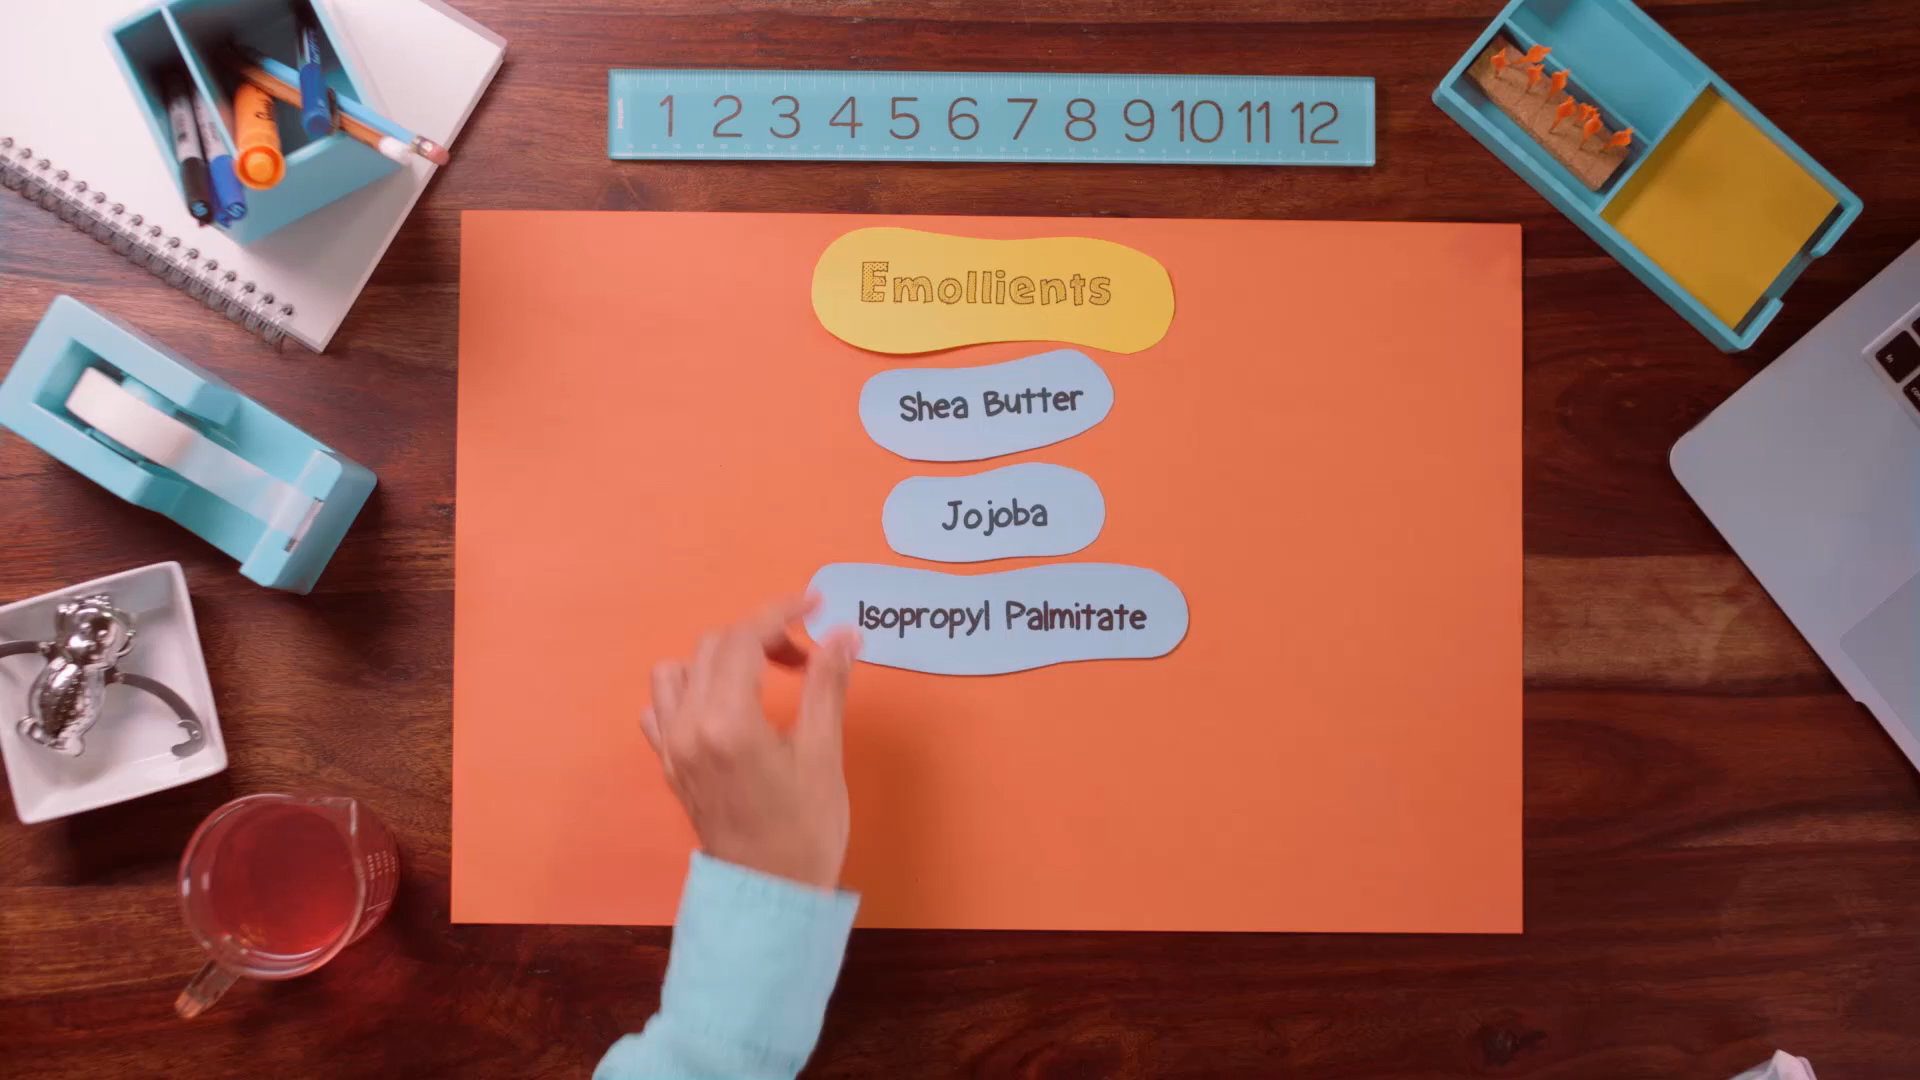 1 2 3 4 5 6 7 8 9 10 11 12
Emollients
Shea Butter
Jojoba
Isopropyl Palmitate